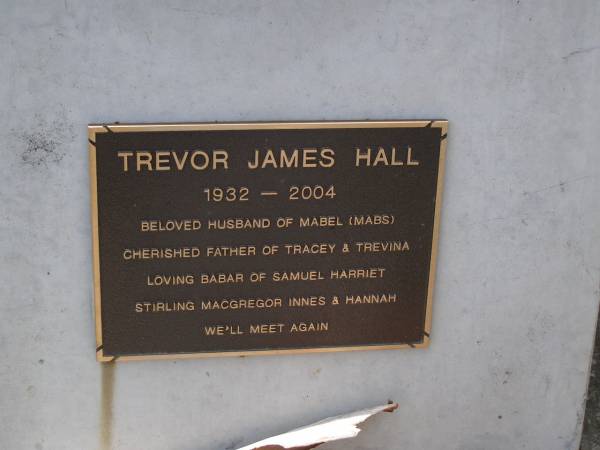 TREVOR JAMES HALL
1932 — 2004
BELOVED HUSBAND OF MABEL (MABS)
CHERISHED FATHER OF TRACEY & TREVINA
LOVING BABAR OF SAMUEL HARRIET
STIRLING MACGREGOR INNES & HANNAH
WE'LL MEET AGAIN